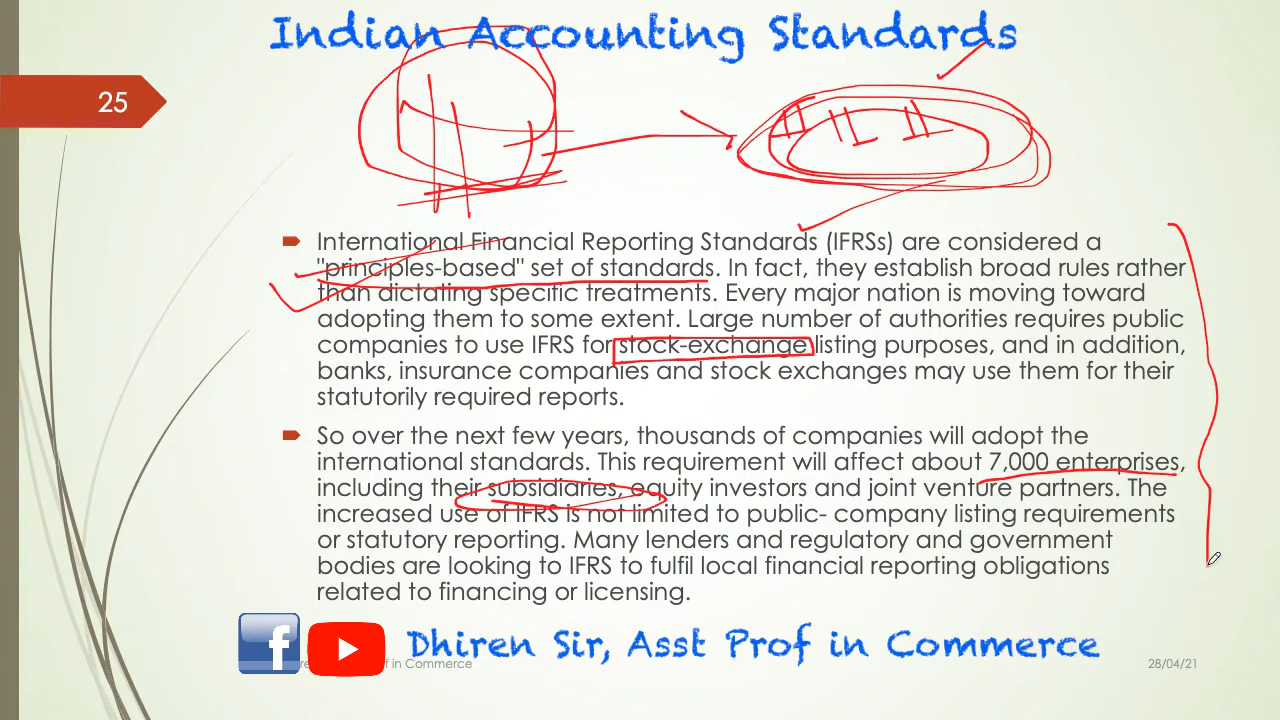 Indian Accounting Standards
25
International Financial Reporting Standards (IFRSs) are considered a
"principles-based" set of standards. In fact, they establish broad rules rather
than dictating specific treatments. Every major nation is moving toward
adopting them to some extent. Large number of authorities requires public
companies to use IFRS for stock-exchange listing purposes, and in addition,
banks, insurance companies and stock exchanges may use them for their
statutorily required reports.
So over the next few years, thousands of companies will adopt the
international standards. This requirement will affect about 7,000 enterprises,
including their subsidiaries, equity investors and joint venture partners. The
increased use of IFRS is not limited to public- company listing requirements
or statutory reporting. Many lenders and regulatory and government
bodies are looking to IFRS to fulfil local financial reporting obligations
related to financing or licensing.
f
Dhiren Sir, Asst Prof in Commerce
f in Commerce
28/04/21